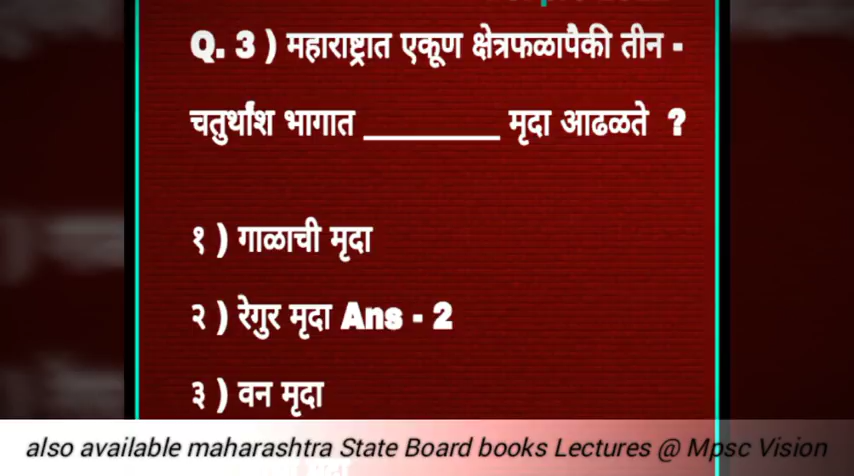 Q. 3 ) महाराष्ट्रात एकूण क्षेत्रफळापैकी तीन -
चतुर्थांश भागात ________ मृदा आढळते ?
१ ) गाळाची मृदा
२ ) रेगुर मृदा Ans - 2
३ ) वन मृदा
also available maharashtra State Board books Lectures @ Mpsc Vision